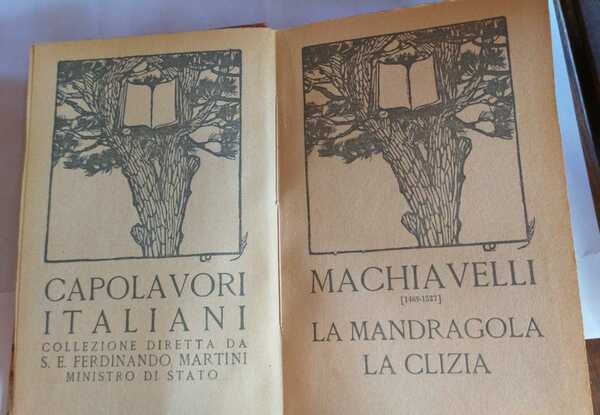 CAPOLAVORI
ITALIANI
COLLEZIONE DIRETTA DA
S. E. FERDINANDO MARTINI
MINISTRO DI STATO
MACHIAVELLI
[1469-1527]
LA MANDRAGOLA
LA CLIZIA